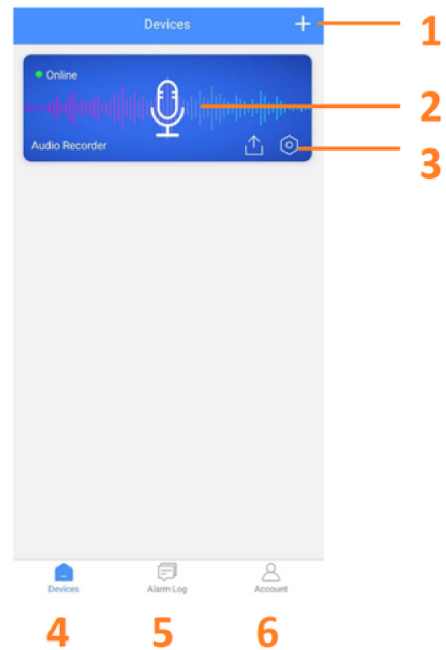 Devices
1
Online
2
Audio Recorder
3
Devices
Alarm Log
Account
4
5
6